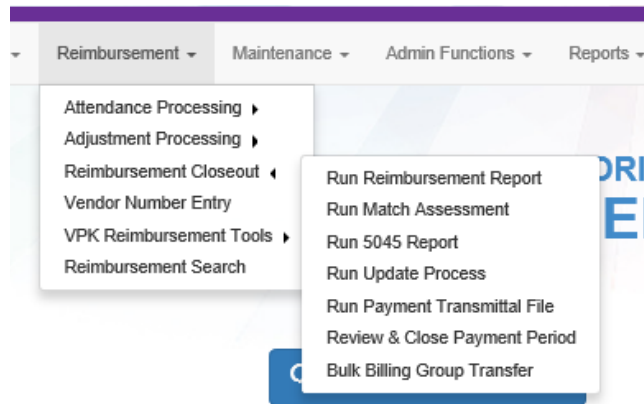 Reimbursement Maintenance Admin Functions Reports
Attendance Processing
Adjustment Processing
Reimbursement Closeout
Vendor Number Entry
VPK Reimbursement Tools
Reimbursement Search
Run Reimbursement Report
Run Match Assessment
Run 5045 Report
Run Update Process
Run Payment Transmittal File
Review & Close Payment Period
Bulk Billing Group Transfer